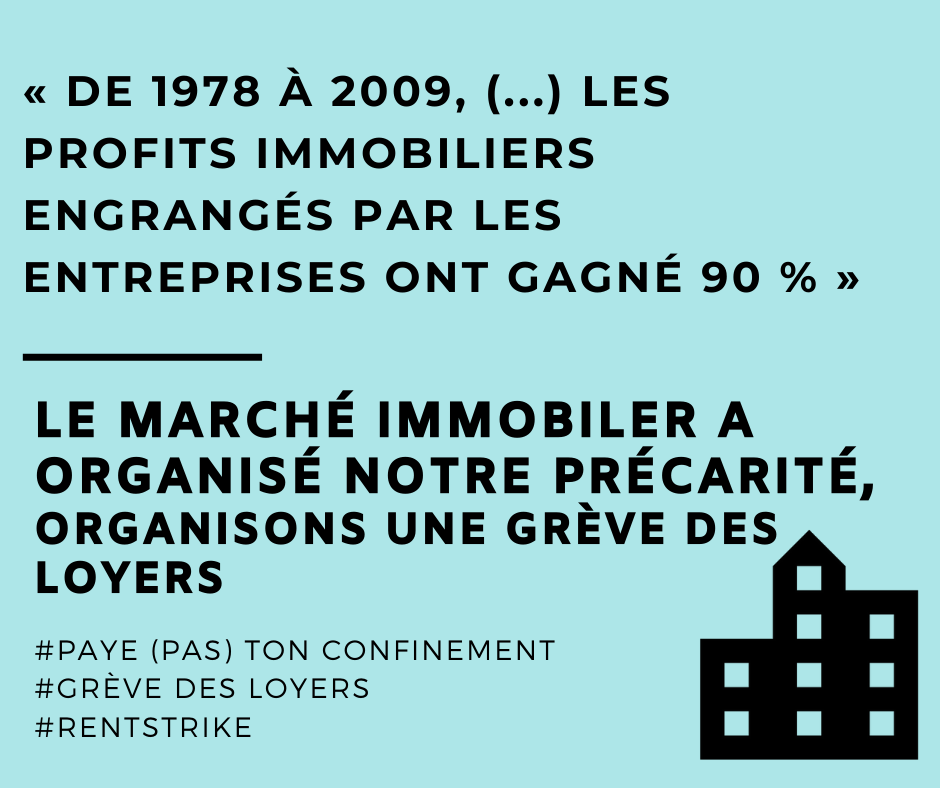 « DE 1978 À 2009, (...) LES
PROFITS IMMOBILIERS
ENGRANGÉS PAR LES
ENTREPRISES ONT GAGNÉ 90 % »
LE MARCHÉ IMMOBILER A
ORGANISÉ NOTRE PRÉCARITÉ,
ORGANISONS UNE GRÈVE DES
LOYERS
#PAYE (PAS) TON CONFINEMENT
#GRÈVE DES LOYERS
#RENTSTRIKE